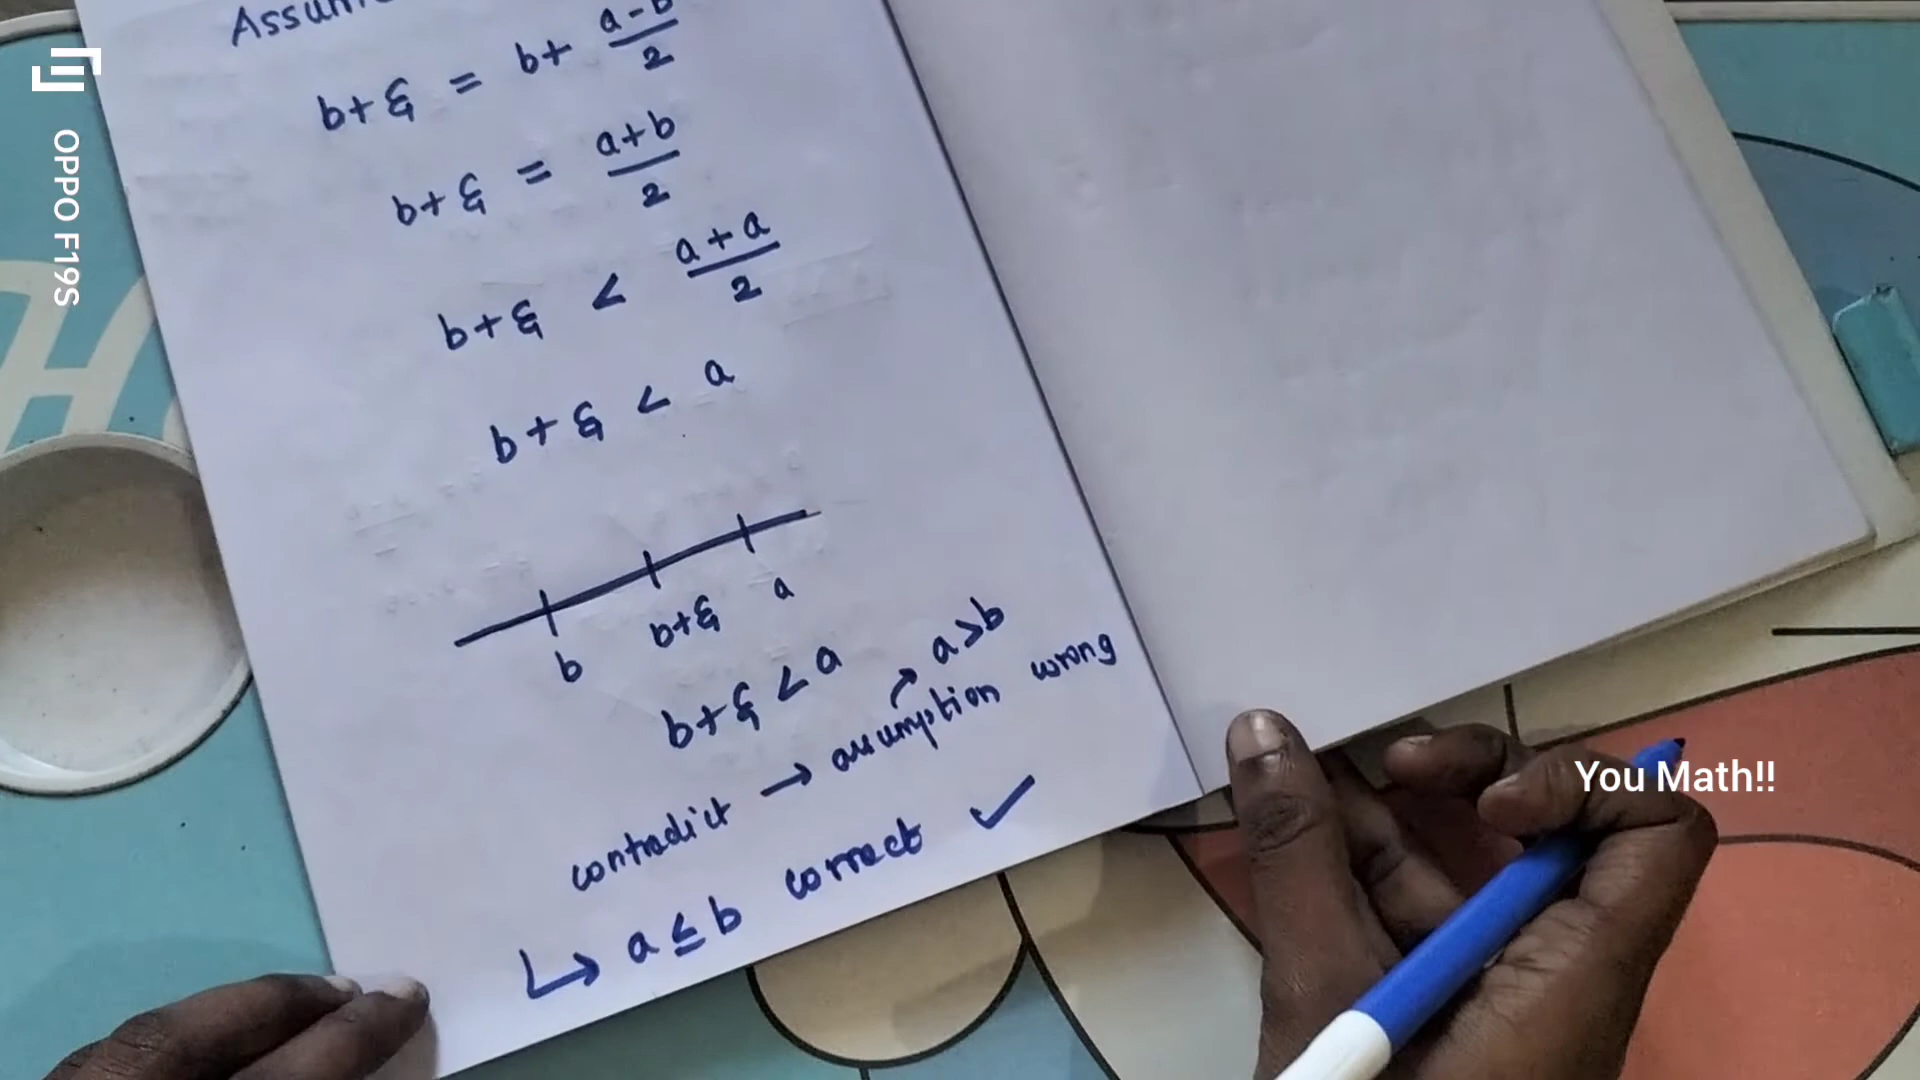 Assum
b+ε = b+ a-b/2
b+ε = a+b/2
b+ε < a+a/2
b+ε < a
b b+ε a
b+ε < a
contradict → assumption wrong
↗ a>b
↳ a ≤ b correct ✓
OPPO F19S
You Math!!